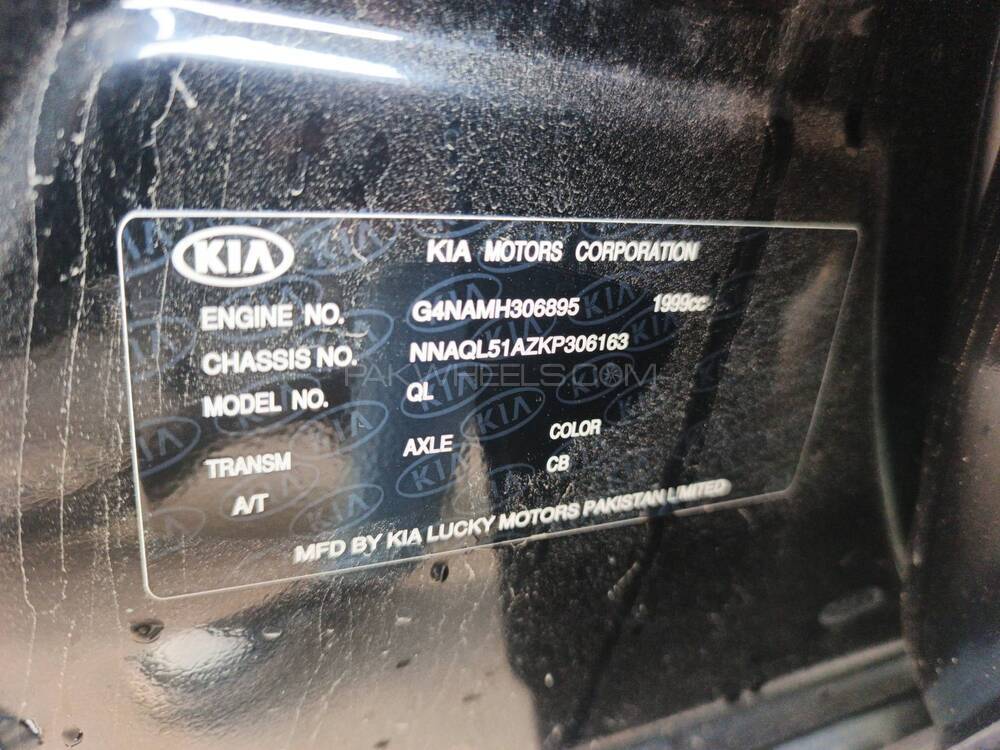 KIA
KIA MOTORS CORPORATION
ENGINE NO. G4NAMH306895 1999cc
CHASSIS NO. NNAQL51AZKP306163
PAKWHEELS.COM
MODEL NO. QL
TRANSM AXLE COLOR
A/T CB
MFD BY KIA LUCKY MOTORS PAKISTAN LIMITED